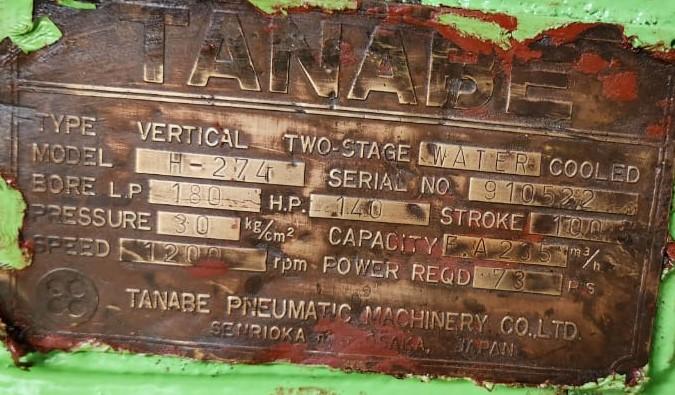 TANABE
TYPE VERTICAL TWO-STAGE WATER COOLED
MODEL H-274 SERIAL NO. 910522
BORE L.P. 180 H.P. 140 STROKE 100
PRESSURE 30 kg/cm² CAPACITY F.A 235 m³/h
SPEED 1200 rpm POWER REQD 73 PS
TANABE PNEUMATIC MACHINERY CO.,LTD.
SENRIOKA OSAKA, JAPAN